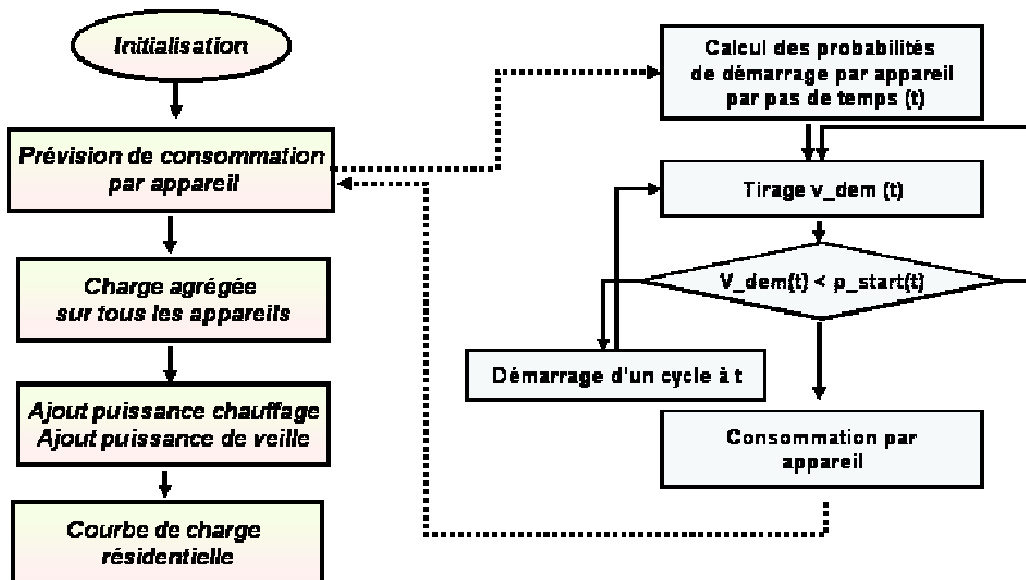 Initialisation
Prévision de consommation
par appareil
Charge agrégée
sur tous les appareils
Ajout puissance chauffage
Ajout puissance de veille
Courbe de charge
résidentielle
Calcul des probabilités
de démarrage par appareil
par pas de temps (t)
Tirage v_dem (t)
V_dem(t) < p_start(t)
Démarrage d'un cycle à t
Consommation par
appareil